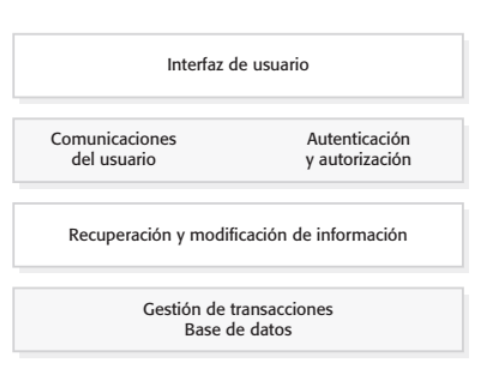 Interfaz de usuario
Comunicaciones
del usuario
Autenticación
y autorización
Recuperación y modificación de información
Gestión de transacciones
Base de datos